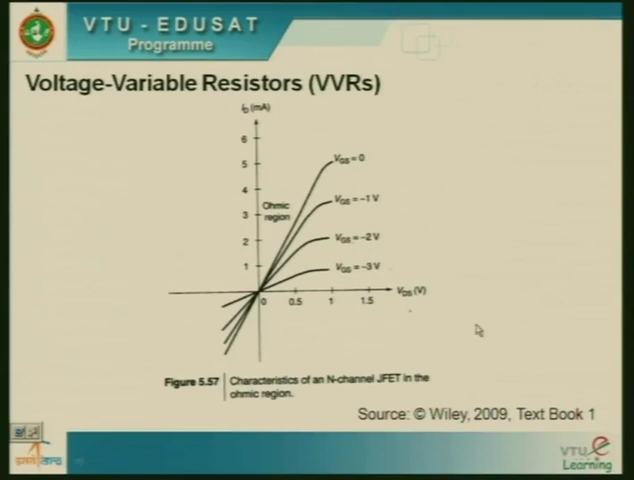 VTU - EDUSAT
Programme
Voltage-Variable Resistors (VVRs)
I_D (mA)
6
5
4
3
2
1
V_GS = 0
V_GS = -1 V
V_GS = -2 V
V_GS = -3 V
Ohmic
region
0 0.5 1 1.5
V_DS (V)
Figure 5.57 Characteristics of an N-channel JFET in the
ohmic region.
Source: © Wiley, 2009, Text Book 1
VTU e
Learning